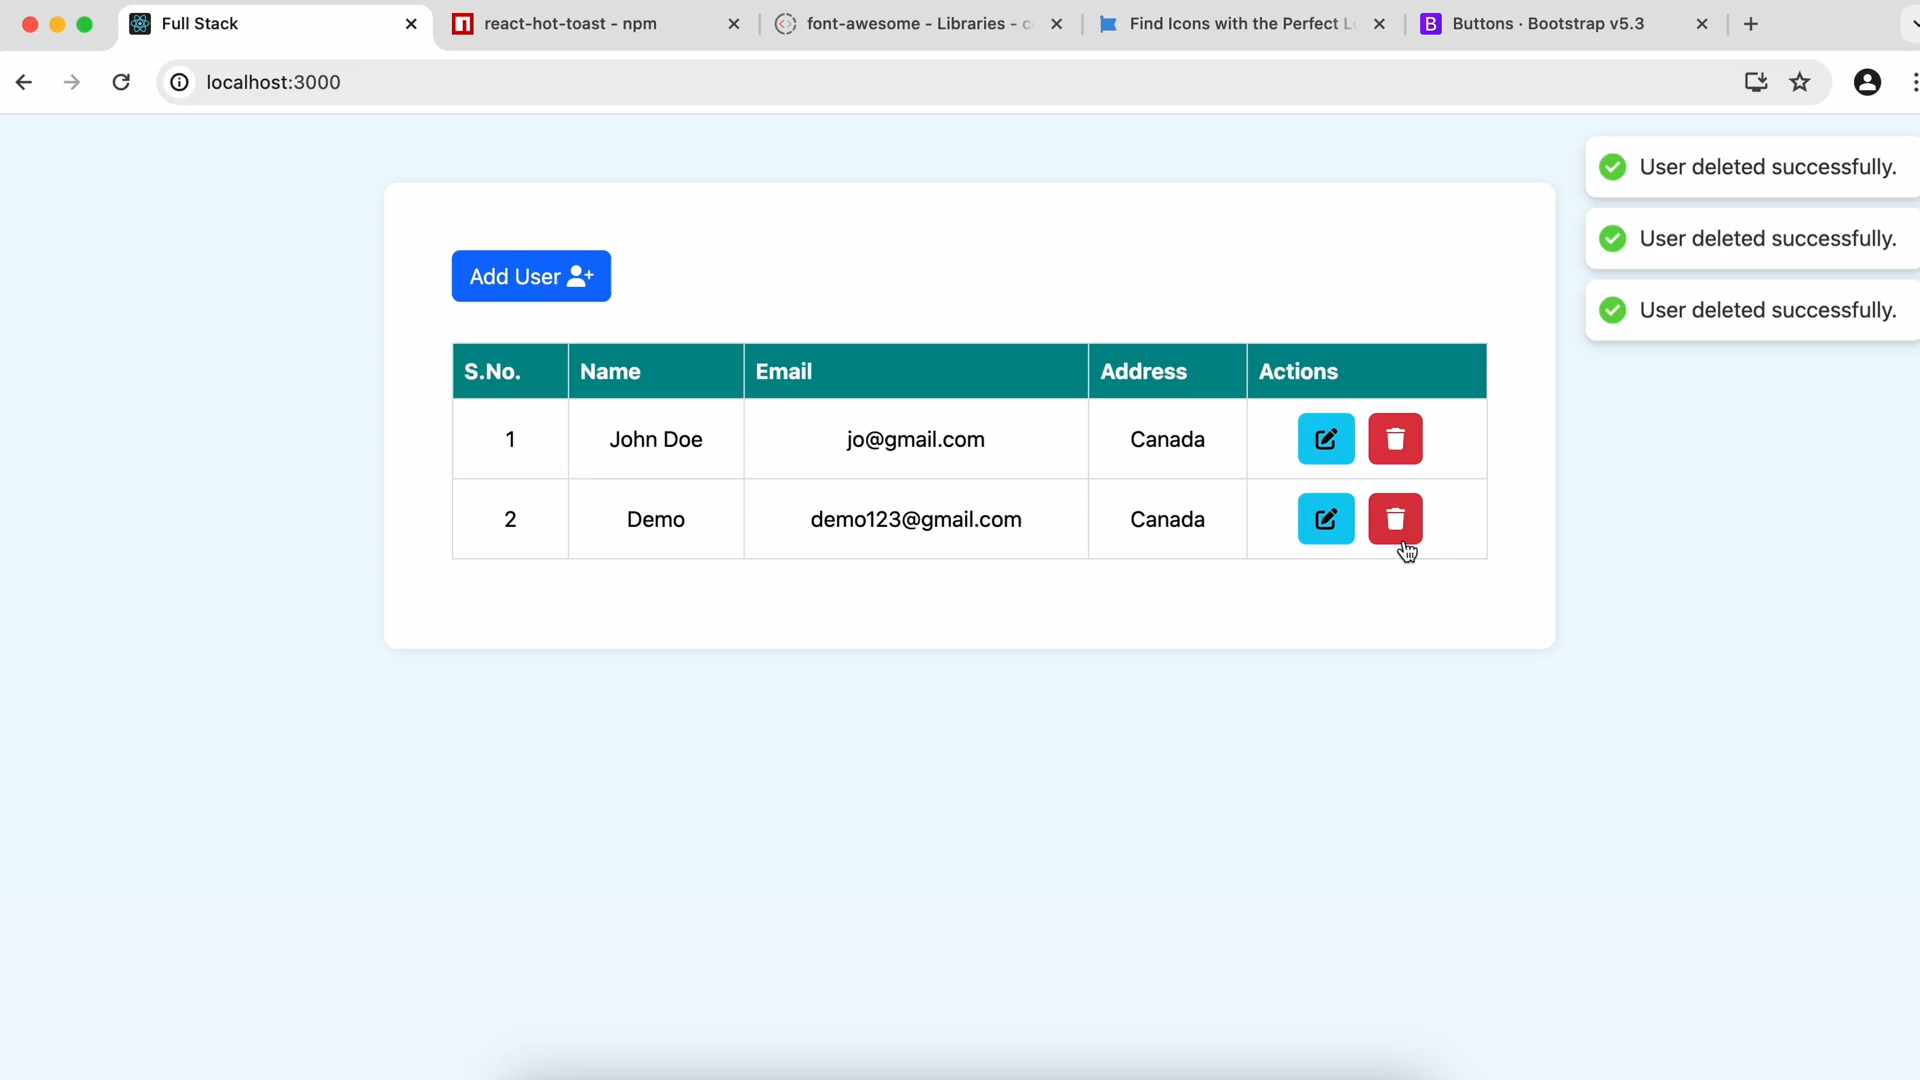 Full Stack
react-hot-toast - npm
font-awesome - Libraries - c
Find Icons with the Perfect L
B Buttons · Bootstrap v5.3
localhost:3000
User deleted successfully.
User deleted successfully.
User deleted successfully.
Add User
S.No. Name Email Address Actions
1 John Doe jo@gmail.com Canada
2 Demo demo123@gmail.com Canada